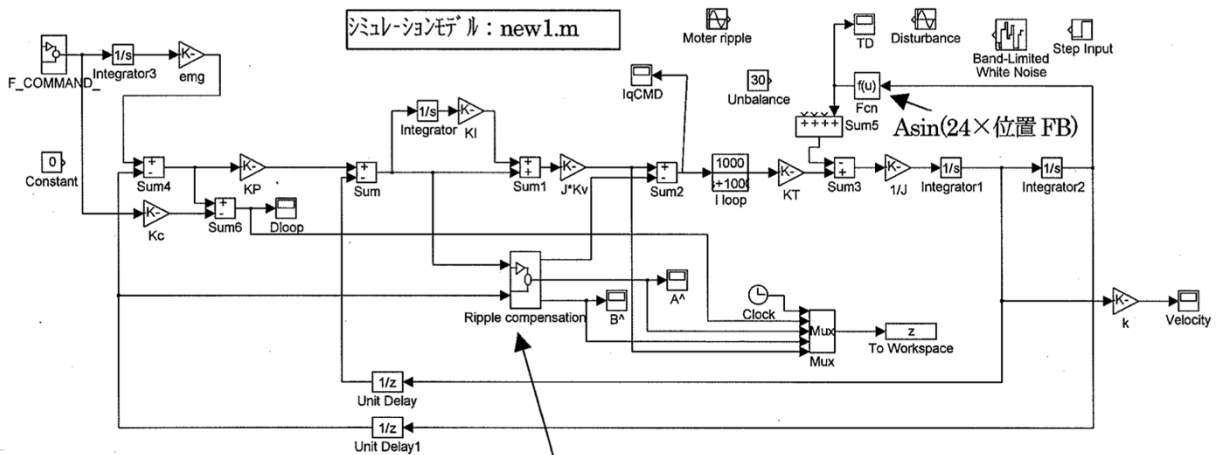 シミュレーションモデル：new1.m
Moter ripple
TD
Disturbance
Band-Limited
White Noise
Step Input
F_COMMAND_
1/s
Integrator3
K-
emg
IqCMD
30
Unbalance
f(u)
Fcn
Asin(24×位置 FB)
++++
Sum5
0
Constant
+
-
Sum4
K-
KP
+
-
Sum
1/s
Integrator
K-
KI
+
+
Sum1
K-
J*Kv
+
-
Sum2
1000
s+1000
I loop
K-
KT
-
+
Sum3
K-
1/J
1/s
Integrator1
1/s
Integrator2
K-
Kc
+
-
Sum6
Dloop
Ripple compensation
A^
B^
Clock
Mux
Mux
z
To Workspace
K-
k
Velocity
1/z
Unit Delay
1/z
Unit Delay1